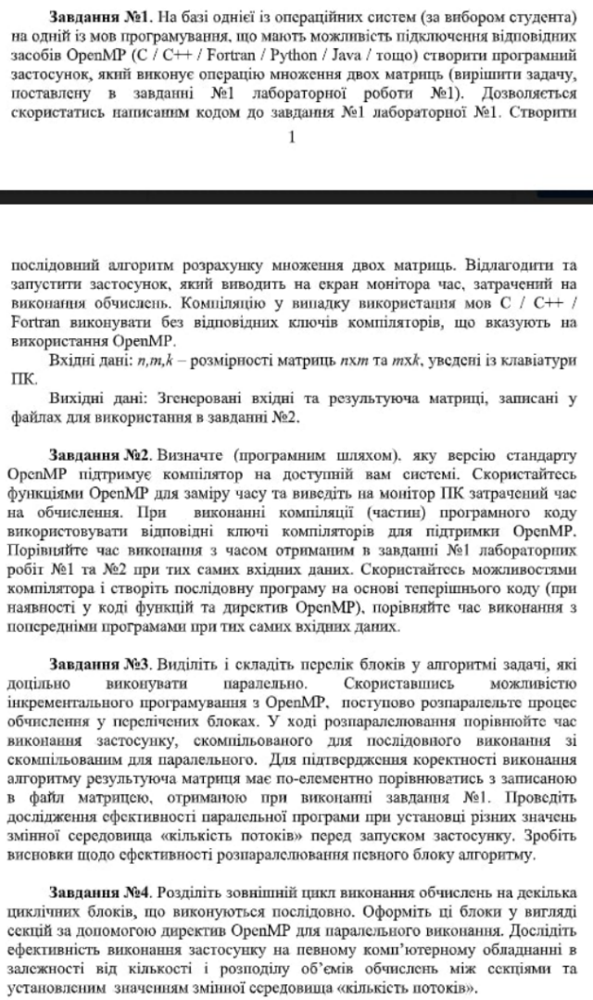 Завдання №1. На базі однієї із операційних систем (за вибором студента)
на одній із мов програмування, що мають можливість підключення відповідних
засобів OpenMP (C / C++ / Fortran / Python / Java / тощо) створити програмний
застосунок, який виконує операцію множення двох матриць (вирішити задачу,
поставлену в завданні №1 лабораторної роботи №1). Дозволяється
скористатись написаним кодом до завдання №1 лабораторної №1. Створити
1
послідовний алгоритм розрахунку множення двох матриць. Відлагодити та
запустити застосунок, який виводить на екран монітора час, затрачений на
виконання обчислень. Компіляцію у випадку використання мов C / C++ /
Fortran виконувати без відповідних ключів компіляторів, що вказують на
використання OpenMP.
Вхідні дані: n,m,k – розмірності матриць nxm та mxk, уведені із клавіатури
ПК.
Вихідні дані: Згенеровані вхідні та результуюча матриці, записані у
файлах для використання в завданні №2.
Завдання №2. Визначте (програмним шляхом), яку версію стандарту
OpenMP підтримує компілятор на доступній вам системі. Скористайтесь
функціями OpenMP для заміру часу та виведіть на монітор ПК затрачений час
на обчислення. При виконанні компіляції (частин) програмного коду
використовувати відповідні ключі компіляторів для підтримки OpenMP.
Порівняйте час виконання з часом отриманим в завданні №1 лабораторних
робіт №1 та №2 при тих самих вхідних даних. Скористайтесь можливостями
компілятора і створіть послідовну програму на основі теперішнього коду (при
наявності у коді функцій та директив OpenMP), порівняйте час виконання з
попередніми програмами при тих самих вхідних даних.
Завдання №3. Виділіть і складіть перелік блоків у алгоритмі задачі, які
доцільно виконувати паралельно. Скориставшись можливістю
інкрементального програмування з OpenMP, поступово розпаралельте процес
обчислення у перелічених блоках. У ході розпаралелювання порівнюйте час
виконання застосунку, скомпільованого для послідовного виконання зі
скомпільованим для паралельного. Для підтвердження коректності виконання
алгоритму результуюча матриця має по-елементно порівнюватись з записаною
в файл матрицею, отриманою при виконанні завдання №1. Проведіть
дослідження ефективності паралельної програми при установці різних значень
змінної середовища «кількість потоків» перед запуском застосунку. Зробіть
висновки щодо ефективності розпаралелювання певного блоку алгоритму.
Завдання №4. Розділіть зовнішній цикл виконання обчислень на декілька
циклічних блоків, що виконуються послідовно. Оформіть ці блоки у вигляді
секцій за допомогою директив OpenMP для паралельного виконання. Дослідіть
ефективність виконання застосунку на певному комп’ютерному обладнанні в
залежності від кількості і розподілу об’ємів обчислень між секціями та
установленим значенням змінної середовища «кількість потоків».